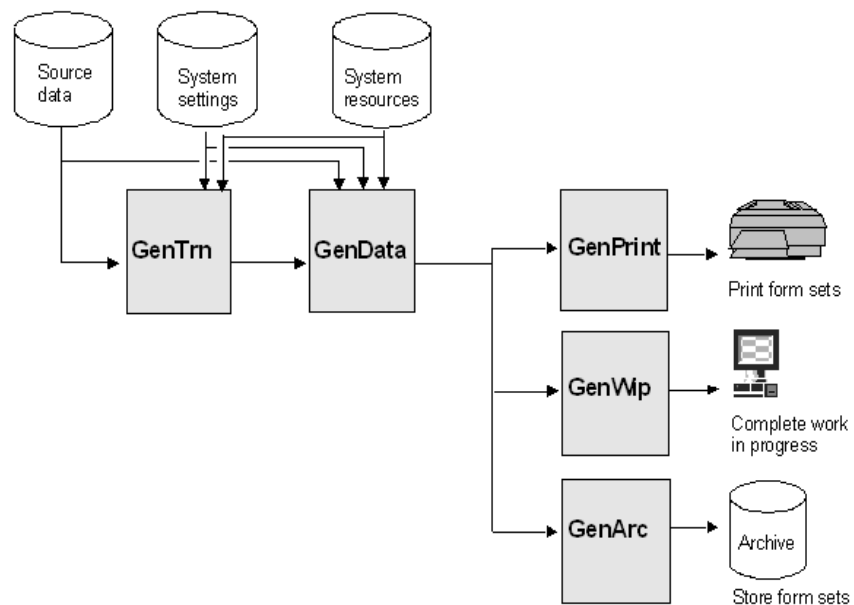 Source
data
System
settings
System
resources
GenTrn
GenData
GenPrint
Print form sets
GenWip
Complete work
in progress
GenArc
Archive
Store form sets